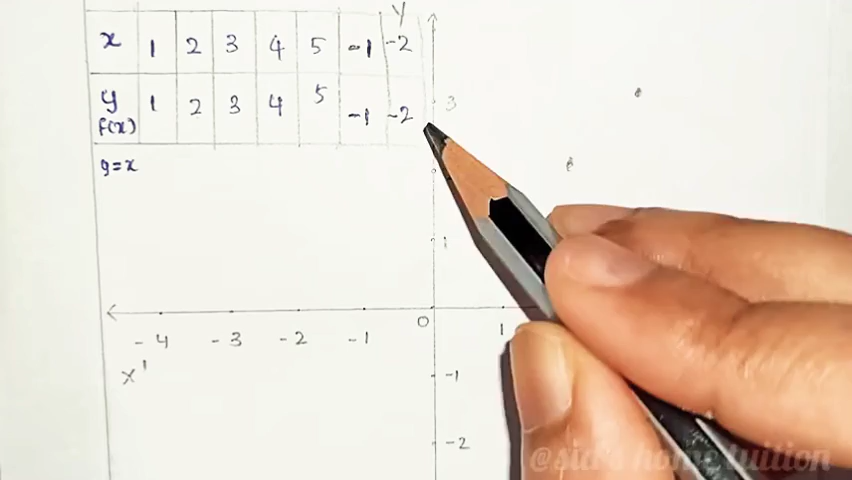 Y
x 1 2 3 4 5 -1 -2
y f(x) 1 2 3 4 5 -1 -2
y=x
3
1
-4 -3 -2 -1 0 1
X'
-1
-2
@sid's home tuition